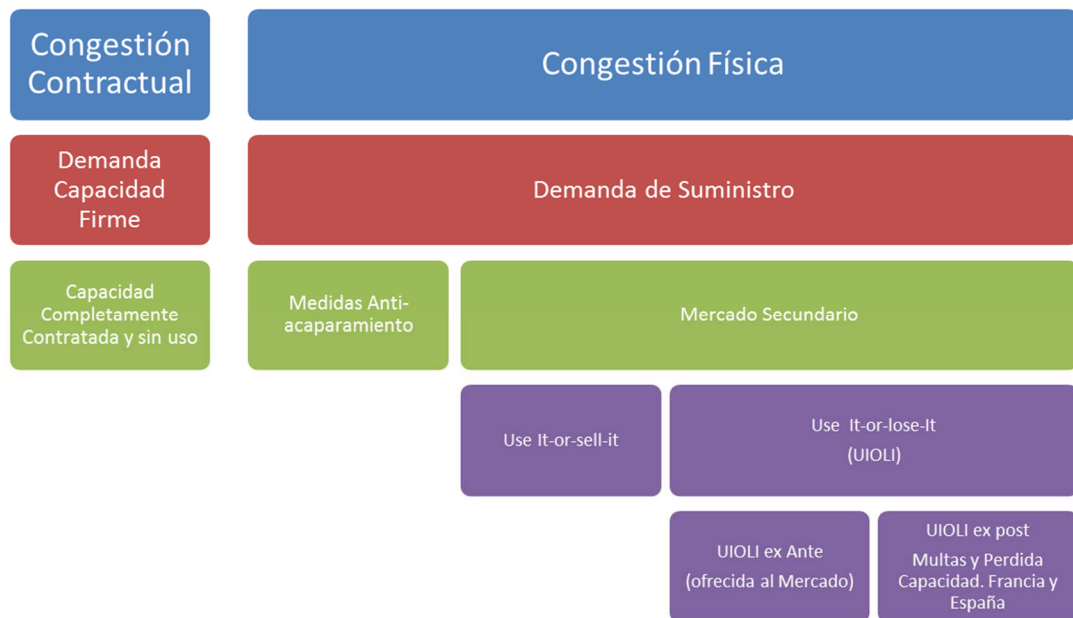 Congestión
Contractual
Congestión Física
Demanda
Capacidad
Firme
Demanda de Suministro
Capacidad
Completamente
Contratada y sin uso
Medidas Anti-
acaparamiento
Mercado Secundario
Use It-or-sell-it
Use It-or-lose-It
(UIOLI)
UIOLI ex Ante
(ofrecida al Mercado)
UIOLI ex post
Multas y Perdida
Capacidad. Francia y
España